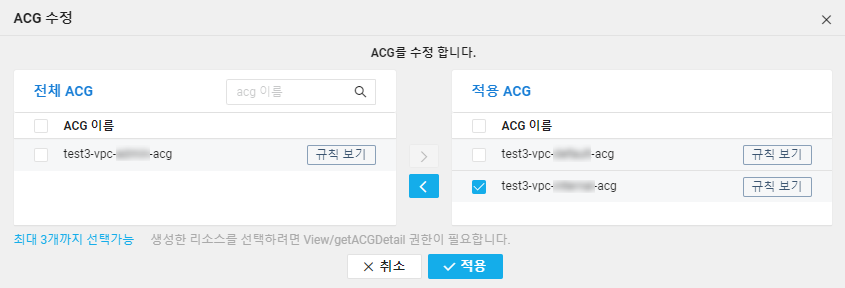 ACG 수정
ACG를 수정 합니다.
전체 ACG
acg 이름
ACG 이름
test3-vpc- -acg
규칙 보기
적용 ACG
ACG 이름
test3-vpc- -acg
규칙 보기
test3-vpc- -acg
규칙 보기
최대 3개까지 선택가능
생성한 리소스를 선택하려면 View/getACGDetail 권한이 필요합니다.
취소
적용